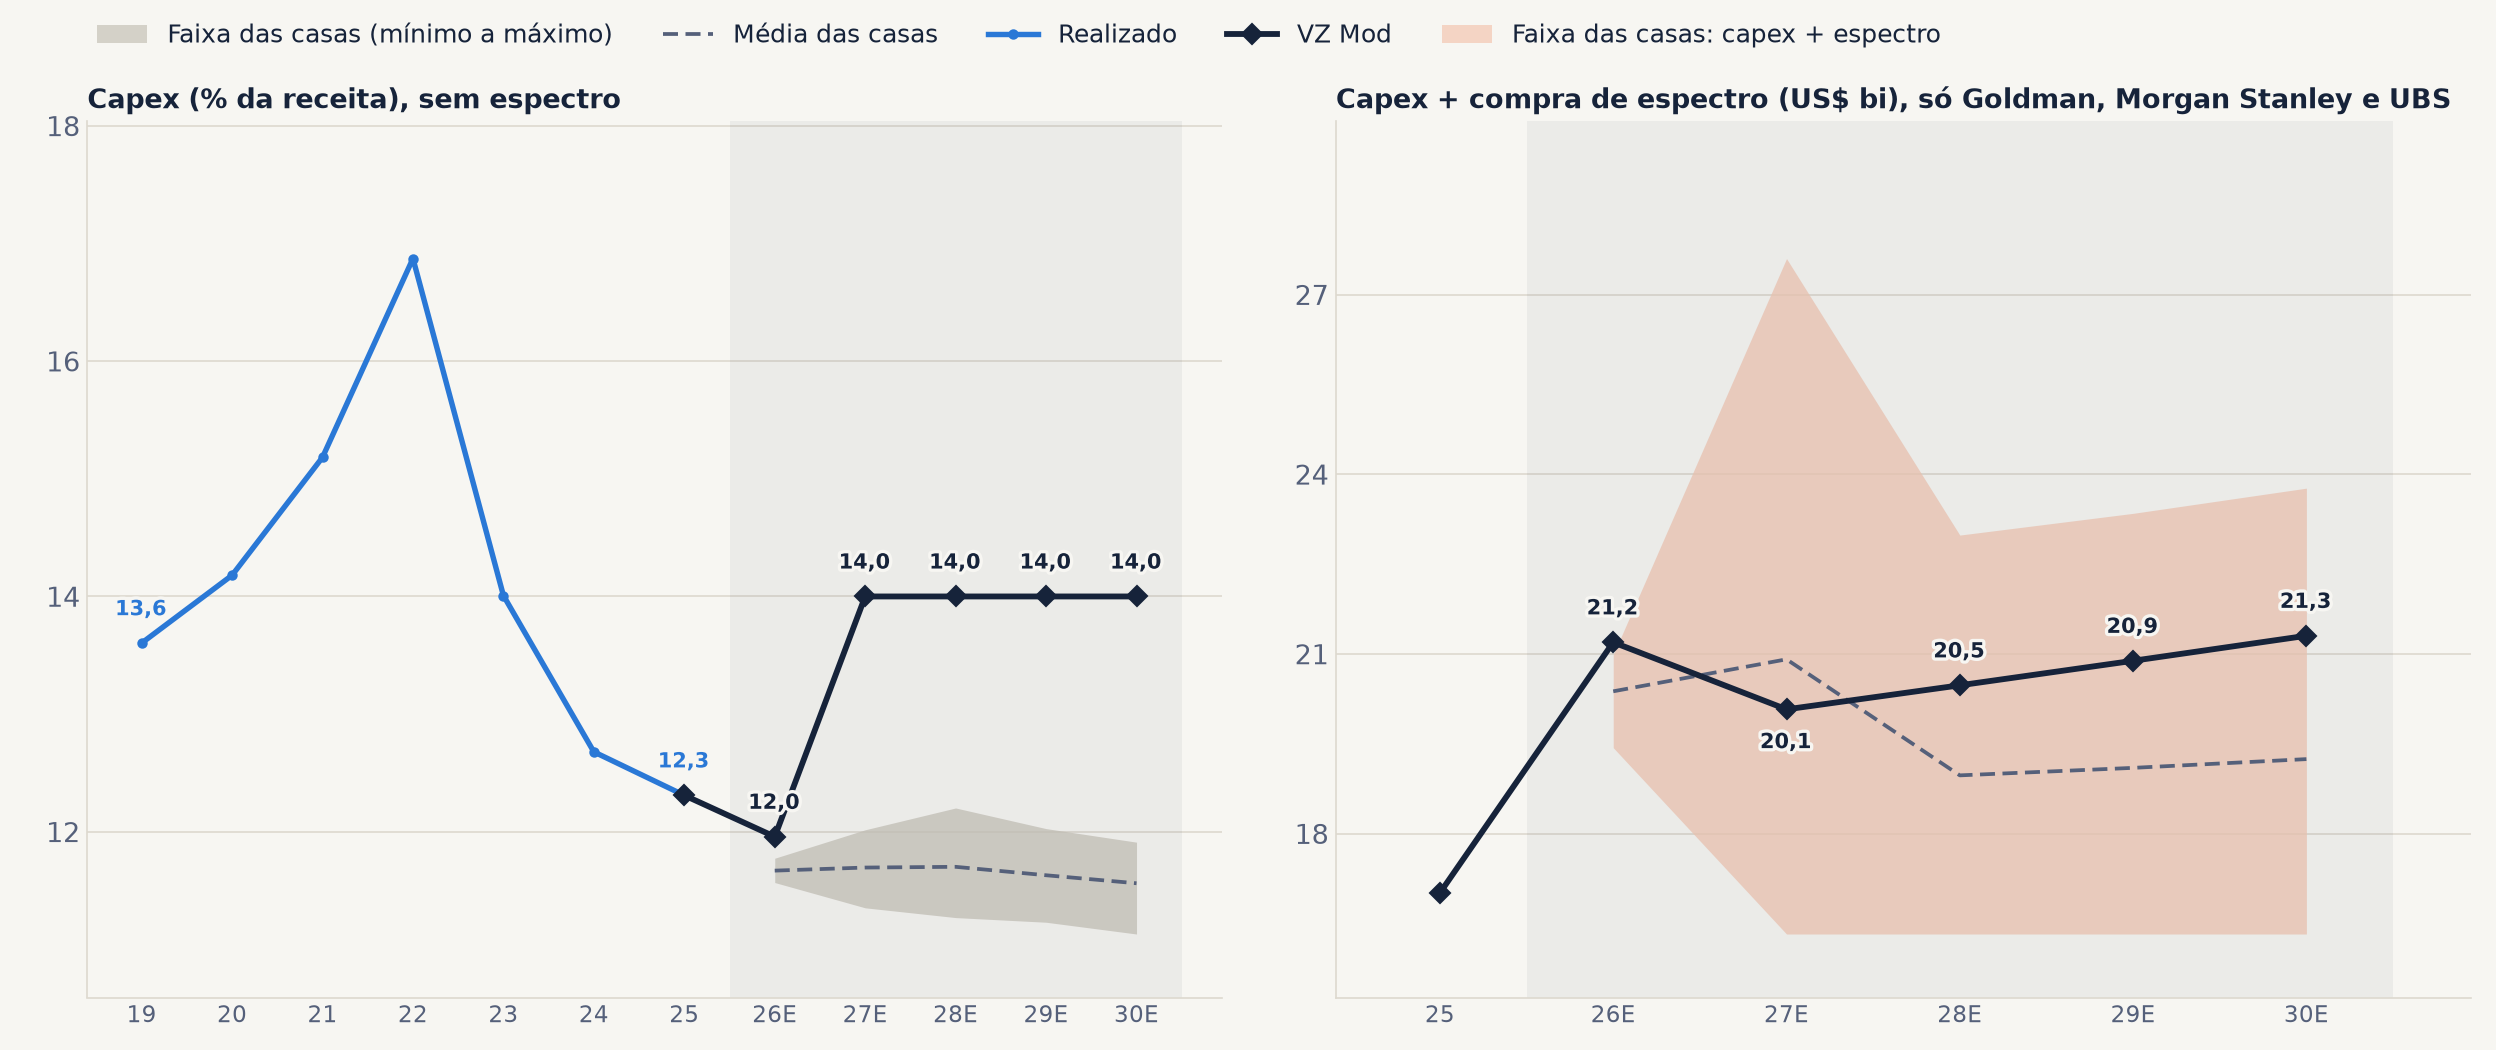 Faixa das casas (mínimo a máximo) Média das casas Realizado VZ Mod Faixa das casas: capex + espectro
Capex (% da receita), sem espectro
18
16
14
12
13,6
12,3
12,0
14,0 14,0 14,0 14,0
19 20 21 22 23 24 25 26E 27E 28E 29E 30E
Capex + compra de espectro (US$ bi), só Goldman, Morgan Stanley e UBS
27
24
21
18
21,2
20,1
20,5
20,9
21,3
25 26E 27E 28E 29E 30E